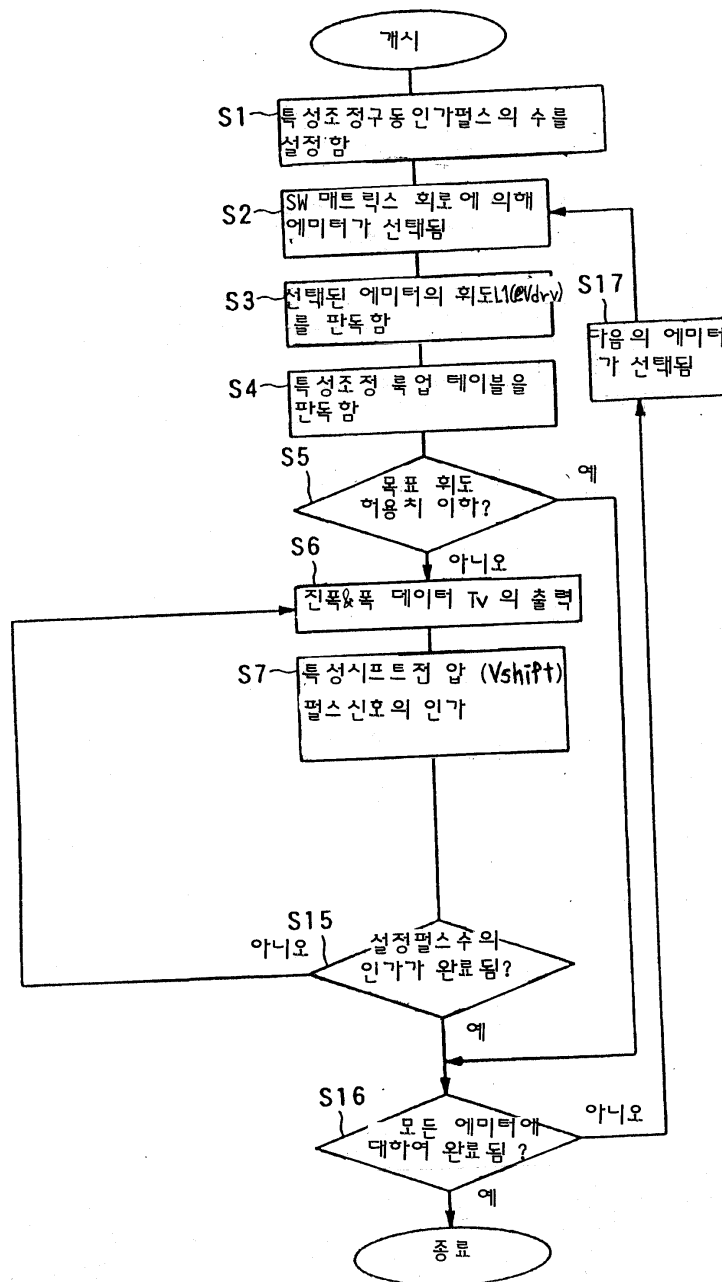 개시
S1
특성조정구동인가펄스의 수를
설정함
S2
SW 매트릭스 회로에 의해
에미터가 선택됨
S3
선택된 에미터의 휘도L1(@Vdrv)
를 판독함
S17
다음의 에미터
가 선택됨
S4
특성조정 룩업 테이블을
판독함
S5
목표 휘도
허용치 이하?
예
아니오
S6
진폭&폭 데이터 Tv 의 출력
S7
특성시프트전 압 (Vshift)
펄스신호의 인가
S15
아니오
설정펄스수의
인가가 완료됨?
예
S16
모든 에미터에
대하여 완료됨 ?
아니오
예
종료